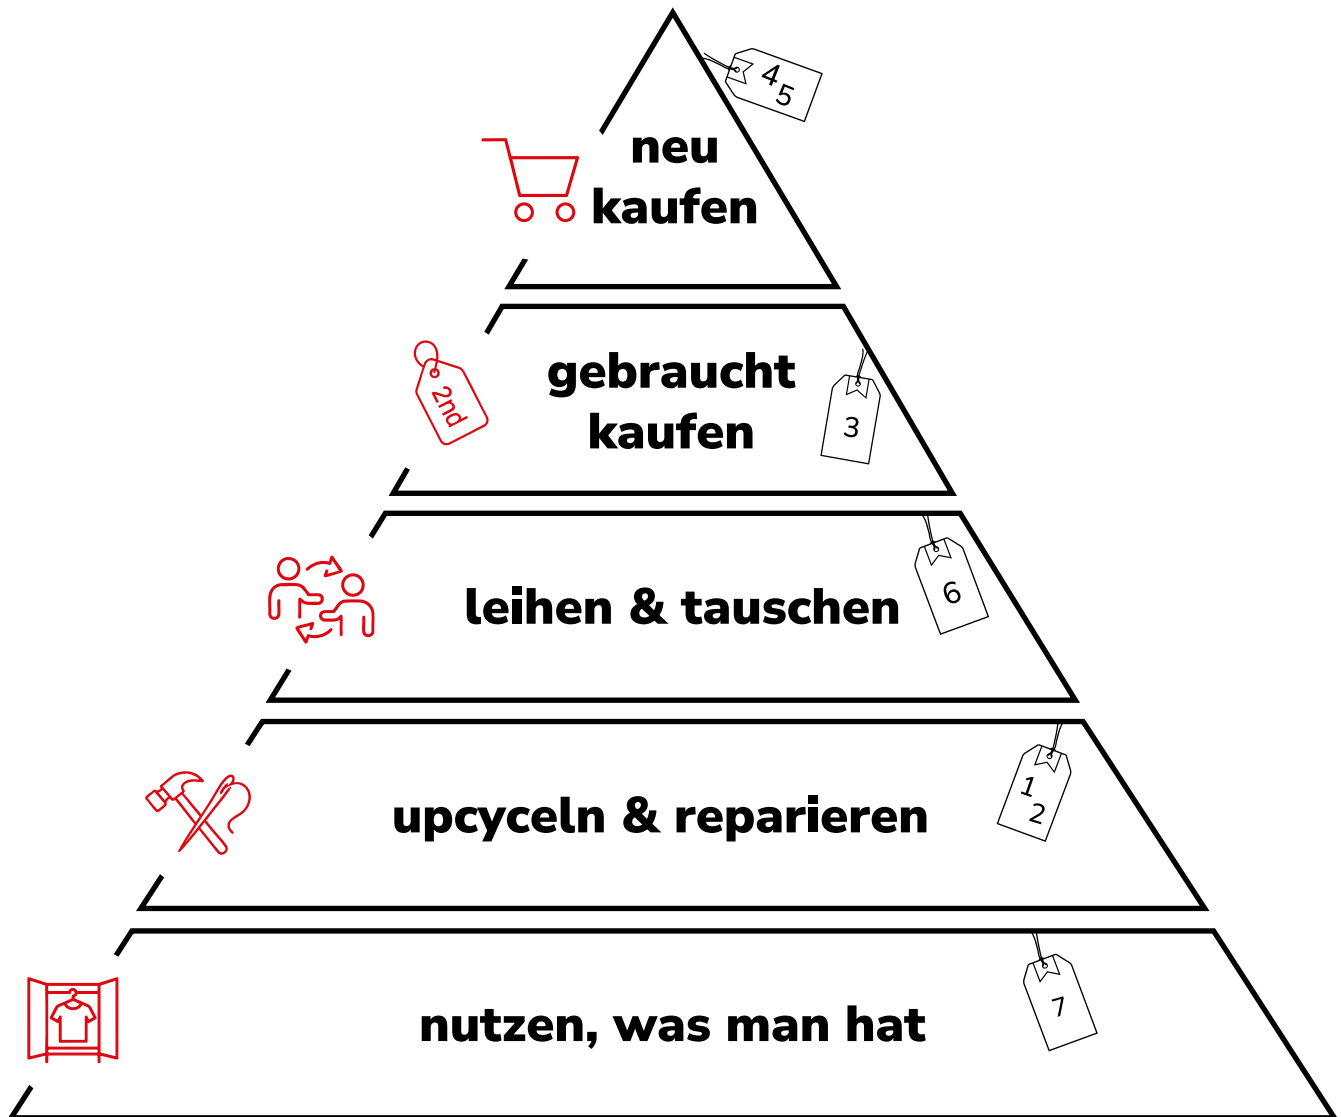 4
5
neu
kaufen
2nd
gebraucht
kaufen
3
leihen & tauschen
6
upcyceln & reparieren
1
2
nutzen, was man hat
7